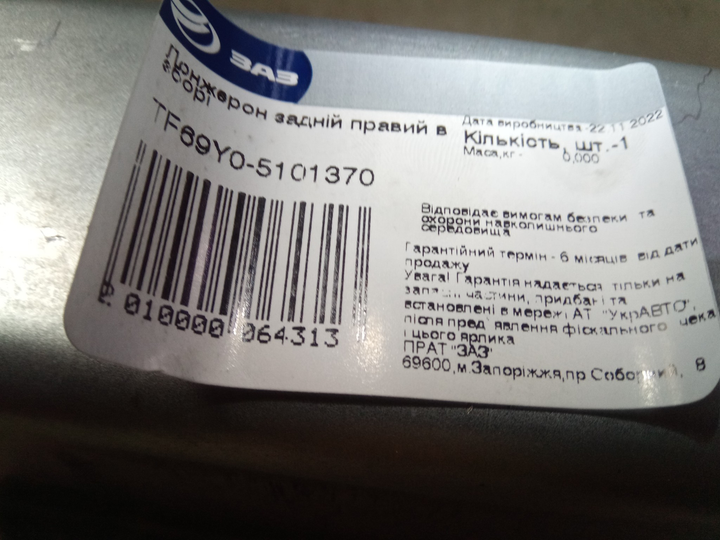 ЗАЗ
Лонжерон задній правий в
зборі
TF69Y0-5101370
2 010000 064313
Дата виробництва -22.11.2022
Кількість, шт.-1
Маса,кг - 0,000
Відповідає вимогам безпеки та
охорони навколишнього
середовища
Гарантійний термін - 6 місяців від дати
продажу
Увага! Гарантія надається тільки на
запасні частини, придбані та
встановлені в мережі АТ "УкрАВТО",
після пред'явлення фіскального чека
і цього ярлика
ПРАТ "ЗАЗ"
69600,м.Запоріжжя,пр.Соборний, 8